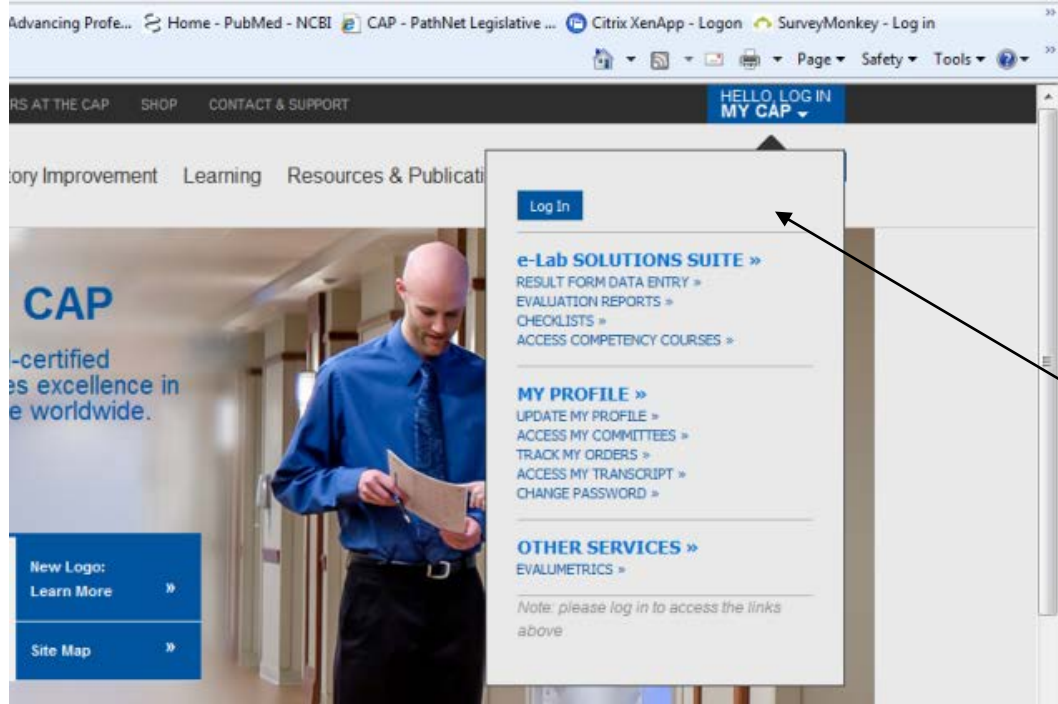 Advancing Profe... Home - PubMed - NCBI CAP - PathNet Legislative ... Citrix XenApp - Logon SurveyMonkey - Log in
Page Safety Tools
RS AT THE CAP SHOP CONTACT & SUPPORT
HELLO, LOG IN
MY CAP
tory Improvement Learning Resources & Publicati
Log In
e-Lab SOLUTIONS SUITE »
RESULT FORM DATA ENTRY »
EVALUATION REPORTS »
CHECKLISTS »
ACCESS COMPETENCY COURSES »
MY PROFILE »
UPDATE MY PROFILE »
ACCESS MY COMMITTEES »
TRACK MY ORDERS »
ACCESS MY TRANSCRIPT »
CHANGE PASSWORD »
OTHER SERVICES »
EVALUMETRICS »
Note: please log in to access the links
above
CAP
-certified
es excellence in
e worldwide.
New Logo:
Learn More »
Site Map »